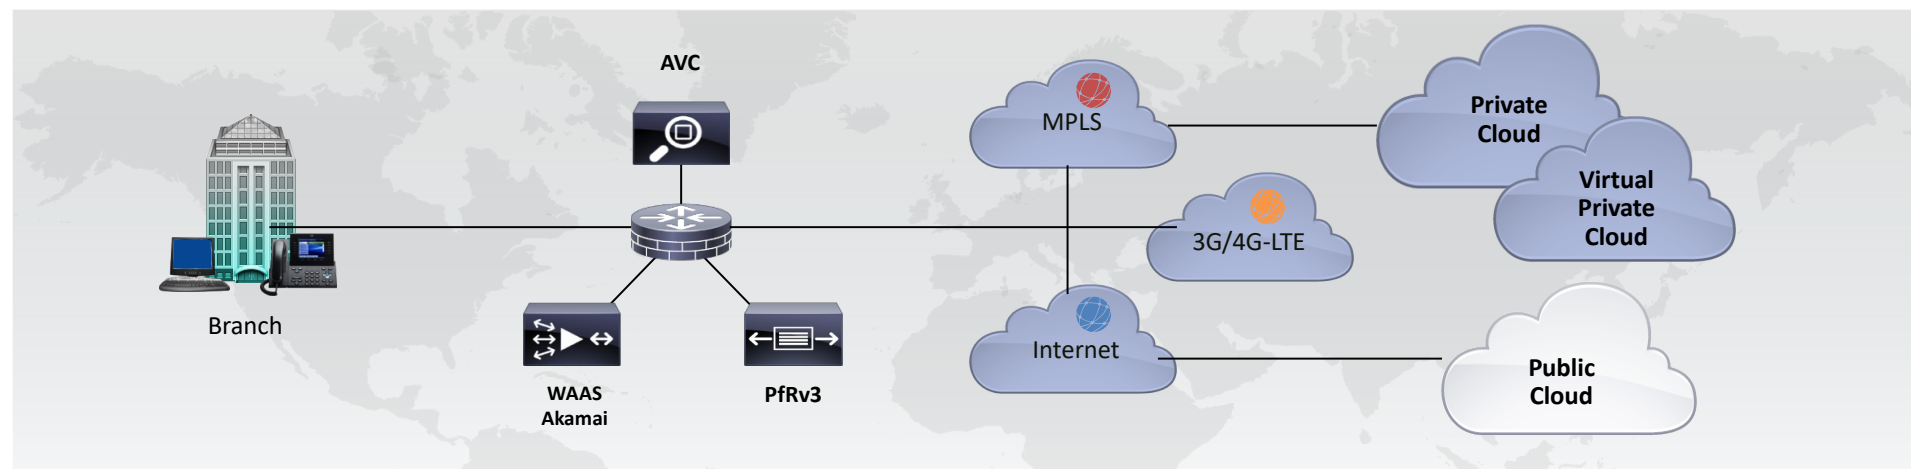 AVC
MPLS
Private
Cloud
Virtual
Private
Cloud
3G/4G-LTE
Branch
Internet
WAAS
Akamai
PfRv3
Public
Cloud